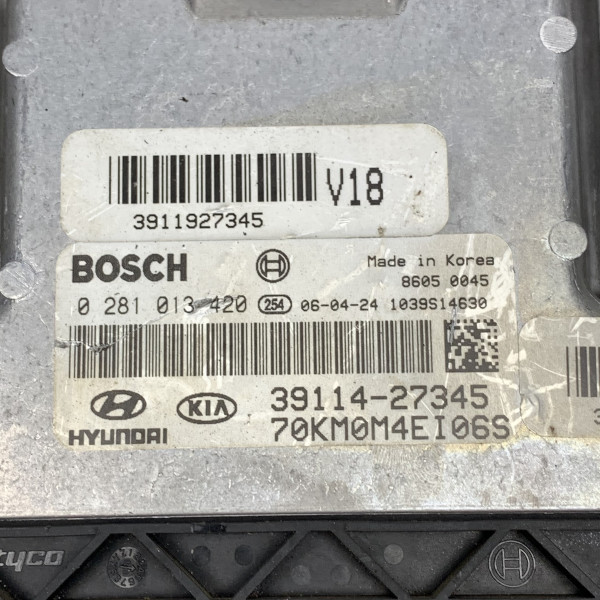 V18
3911927345
BOSCH
Made in Korea
8605 0045
0 281 013 420 254 06-04-24 1039S14630
HYUNDAI KIA 39114-27345
70KM0M4EI06S
3
tyco